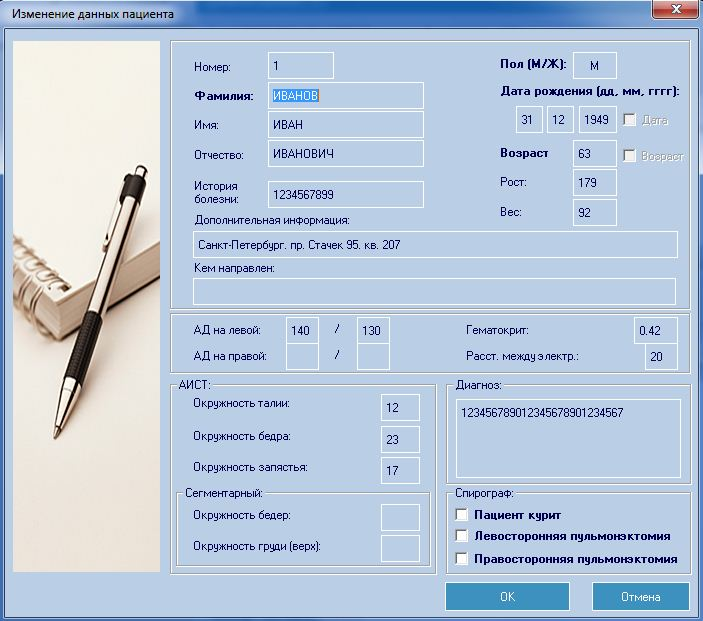 Изменение данных пациента
Номер: 1
Пол (М/Ж): М
Фамилия: ИВАНОВ
Дата рождения (дд, мм, гггг):
Имя: ИВАН
31 12 1949 Дата
Отчество: ИВАНОВИЧ
Возраст 63 Возраст
История
болезни: 1234567899
Рост: 179
Вес: 92
Дополнительная информация:
Санкт-Петербург. пр. Стачек 95. кв. 207
Кем направлен:
АД на левой: 140 / 130
Гематокрит: 0.42
АД на правой: /
Расст. между электр.: 20
АИСТ:
Окружность талии: 12
Окружность бедра: 23
Окружность запястья: 17
Сегментарный:
Окружность бедер:
Окружность груди (верх):
Диагноз:
123456789012345678901234567
Спирограф:
Пациент курит
Левосторонняя пульмонэктомия
Правосторонняя пульмонэктомия
ОК
Отмена